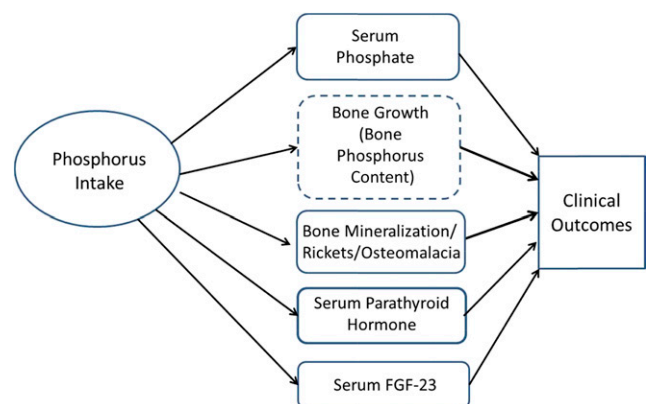 Serum
Phosphate
Bone Growth
(Bone
Phosphorus
Content)
Phosphorus
Intake
Clinical
Outcomes
Bone Mineralization/
Rickets/Osteomalacia
Serum Parathyroid
Hormone
Serum FGF-23